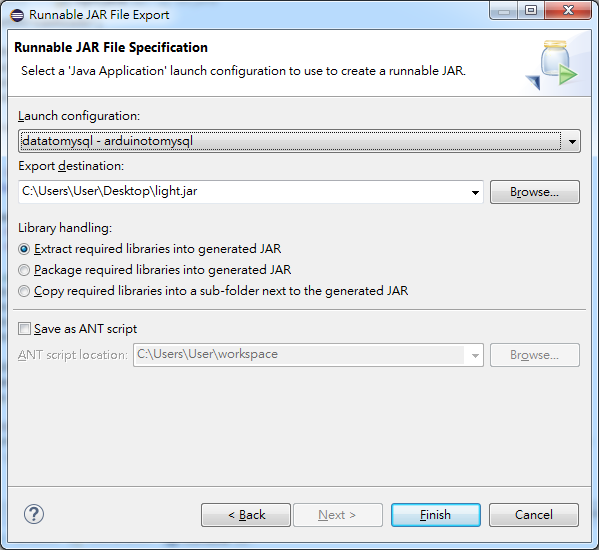 Runnable JAR File Export
Runnable JAR File Specification
Select a 'Java Application' launch configuration to use to create a runnable JAR.
Launch configuration:
datatomysql - arduinotomysql
Export destination:
C:\Users\User\Desktop\light.jar
Browse...
Library handling:
Extract required libraries into generated JAR
Package required libraries into generated JAR
Copy required libraries into a sub-folder next to the generated JAR
Save as ANT script
ANT script location:
C:\Users\User\workspace
Browse...
?
< Back
Next >
Finish
Cancel